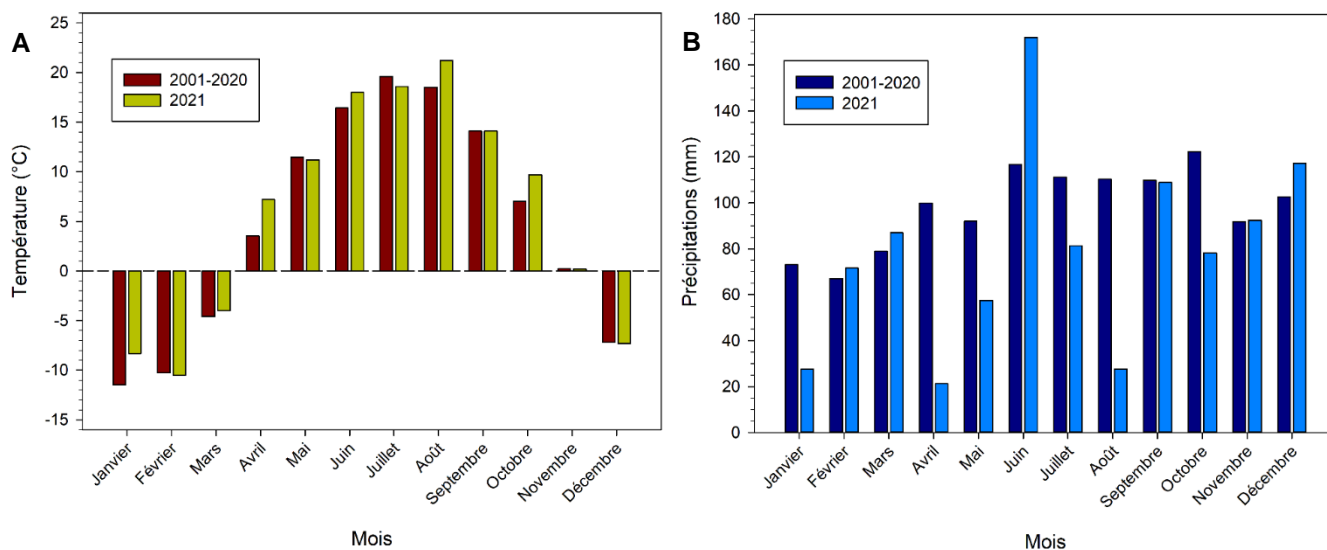 A
Température (°C)
25
20
15
10
5
0
-5
-10
-15
2001-2020
2021
Janvier
Février
Mars
Avril
Mai
Juin
Juillet
Août
Septembre
Octobre
Novembre
Décembre
Mois
B
Précipitations (mm)
180
160
140
120
100
80
60
40
20
0
2001-2020
2021
Janvier
Février
Mars
Avril
Mai
Juin
Juillet
Août
Septembre
Octobre
Novembre
Décembre
Mois